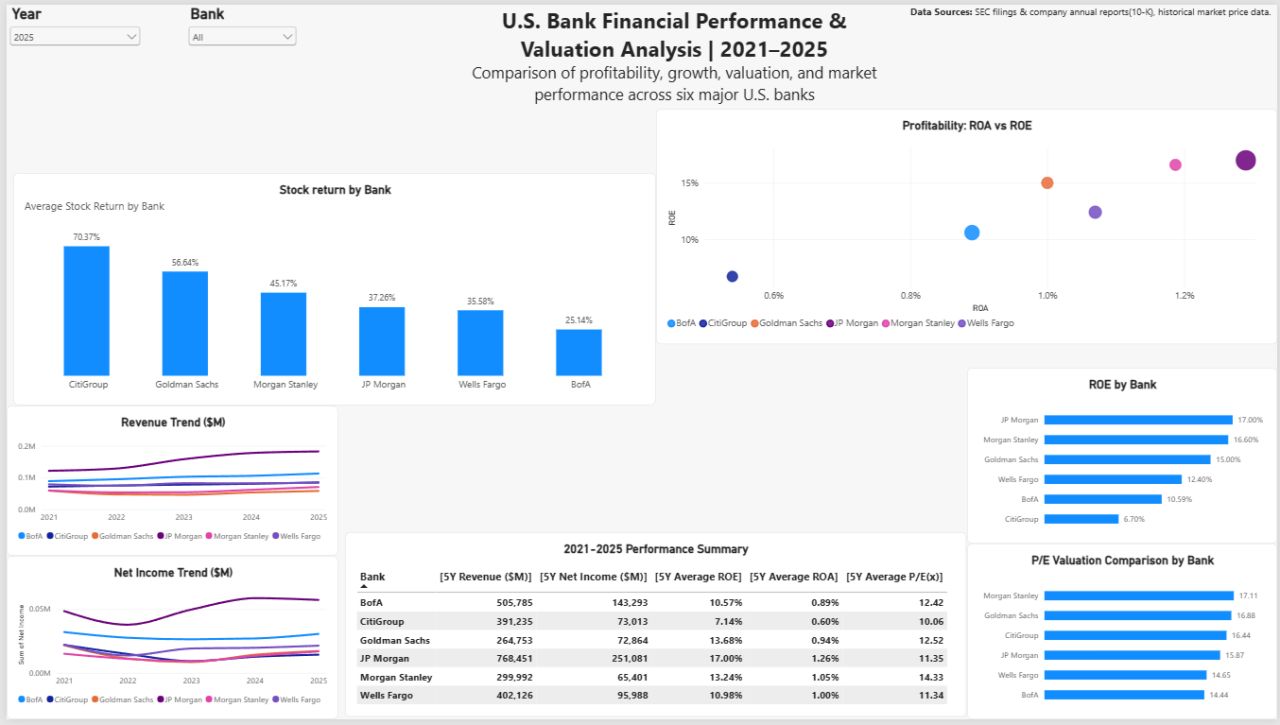 Year
2025
Bank
All
U.S. Bank Financial Performance &
Valuation Analysis | 2021–2025
Comparison of profitability, growth, valuation, and market
performance across six major U.S. banks
Data Sources: SEC filings & company annual reports(10-K), historical market price data.
Stock return by Bank
Average Stock Return by Bank
70.37%
56.64%
45.17%
37.26%
35.58%
25.14%
CitiGroup
Goldman Sachs
Morgan Stanley
JP Morgan
Wells Fargo
BofA
Profitability: ROA vs ROE
ROE
15%
10%
0.6%
0.8%
1.0%
1.2%
ROA
BofA CitiGroup Goldman Sachs JP Morgan Morgan Stanley Wells Fargo
Revenue Trend ($M)
0.2M
0.1M
0.0M
2021 2022 2023 2024 2025
BofA CitiGroup Goldman Sachs JP Morgan Morgan Stanley Wells Fargo
Net Income Trend ($M)
Sum of Net Income
0.05M
0.00M
2021 2022 2023 2024 2025
BofA CitiGroup Goldman Sachs JP Morgan Morgan Stanley Wells Fargo
2021-2025 Performance Summary
Bank [5Y Revenue ($M)] [5Y Net Income ($M)] [5Y Average ROE] [5Y Average ROA] [5Y Average P/E(x)]
BofA 505,785 143,293 10.57% 0.89% 12.42
CitiGroup 391,235 73,013 7.14% 0.60% 10.06
Goldman Sachs 264,753 72,864 13.68% 0.94% 12.52
JP Morgan 768,451 251,081 17.00% 1.26% 11.35
Morgan Stanley 299,992 65,401 13.24% 1.05% 14.33
Wells Fargo 402,126 95,988 10.98% 1.00% 11.34
ROE by Bank
JP Morgan 17.00%
Morgan Stanley 16.60%
Goldman Sachs 15.00%
Wells Fargo 12.40%
BofA 10.59%
CitiGroup 6.70%
P/E Valuation Comparison by Bank
Morgan Stanley 17.11
Goldman Sachs 16.88
CitiGroup 16.44
JP Morgan 15.87
Wells Fargo 14.65
BofA 14.44